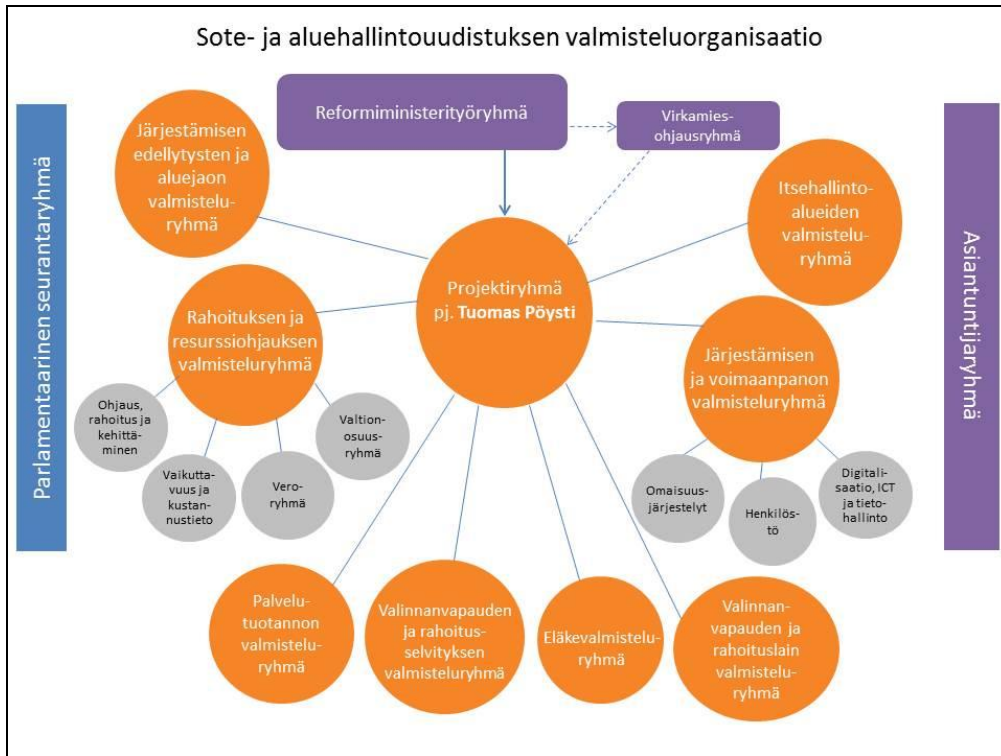 Sote- ja aluehallintouudistuksen valmisteluorganisaatio
Parlamentaarinen seurantaryhmä
Reformiministerityöryhmä
Virkamies-
ohjausryhmä
Asiantuntijaryhmä
Järjestämisen
edellytysten ja
aluejaon
valmistelu-
ryhmä
Itsehallinto-
alueiden
valmistelu-
ryhmä
Projektiryhmä
pj. Tuomas Pöysti
Rahoituksen ja
resurssiohjauksen
valmisteluryhmä
Järjestämisen
ja voimaanpanon
valmisteluryhmä
Ohjaus,
rahoitus ja
kehittä-
minen
Vaikutta-
vuus ja
kustan-
nustieto
Vero-
ryhmä
Valtion-
osuus-
ryhmä
Omaisuus-
järjestelyt
Henkilös-
tö
Digitali-
saatio, ICT
ja tieto-
hallinto
Palvelu-
tuotannon
valmistelu-
ryhmä
Valinnanvapauden
ja rahoitus-
selvityksen
valmisteluryhmä
Eläkevalmistelu-
ryhmä
Valinnan-
vapauden ja
rahoituslain
valmistelu-
ryhmä